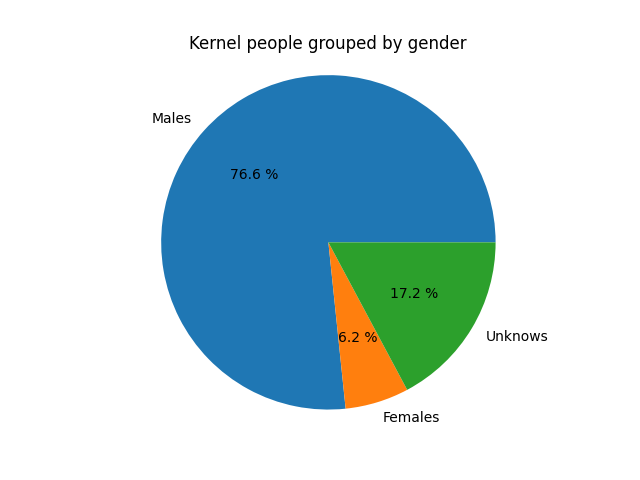 Kernel people grouped by gender
Males
76.6 %
17.2 %
6.2 %
Unknows
Females